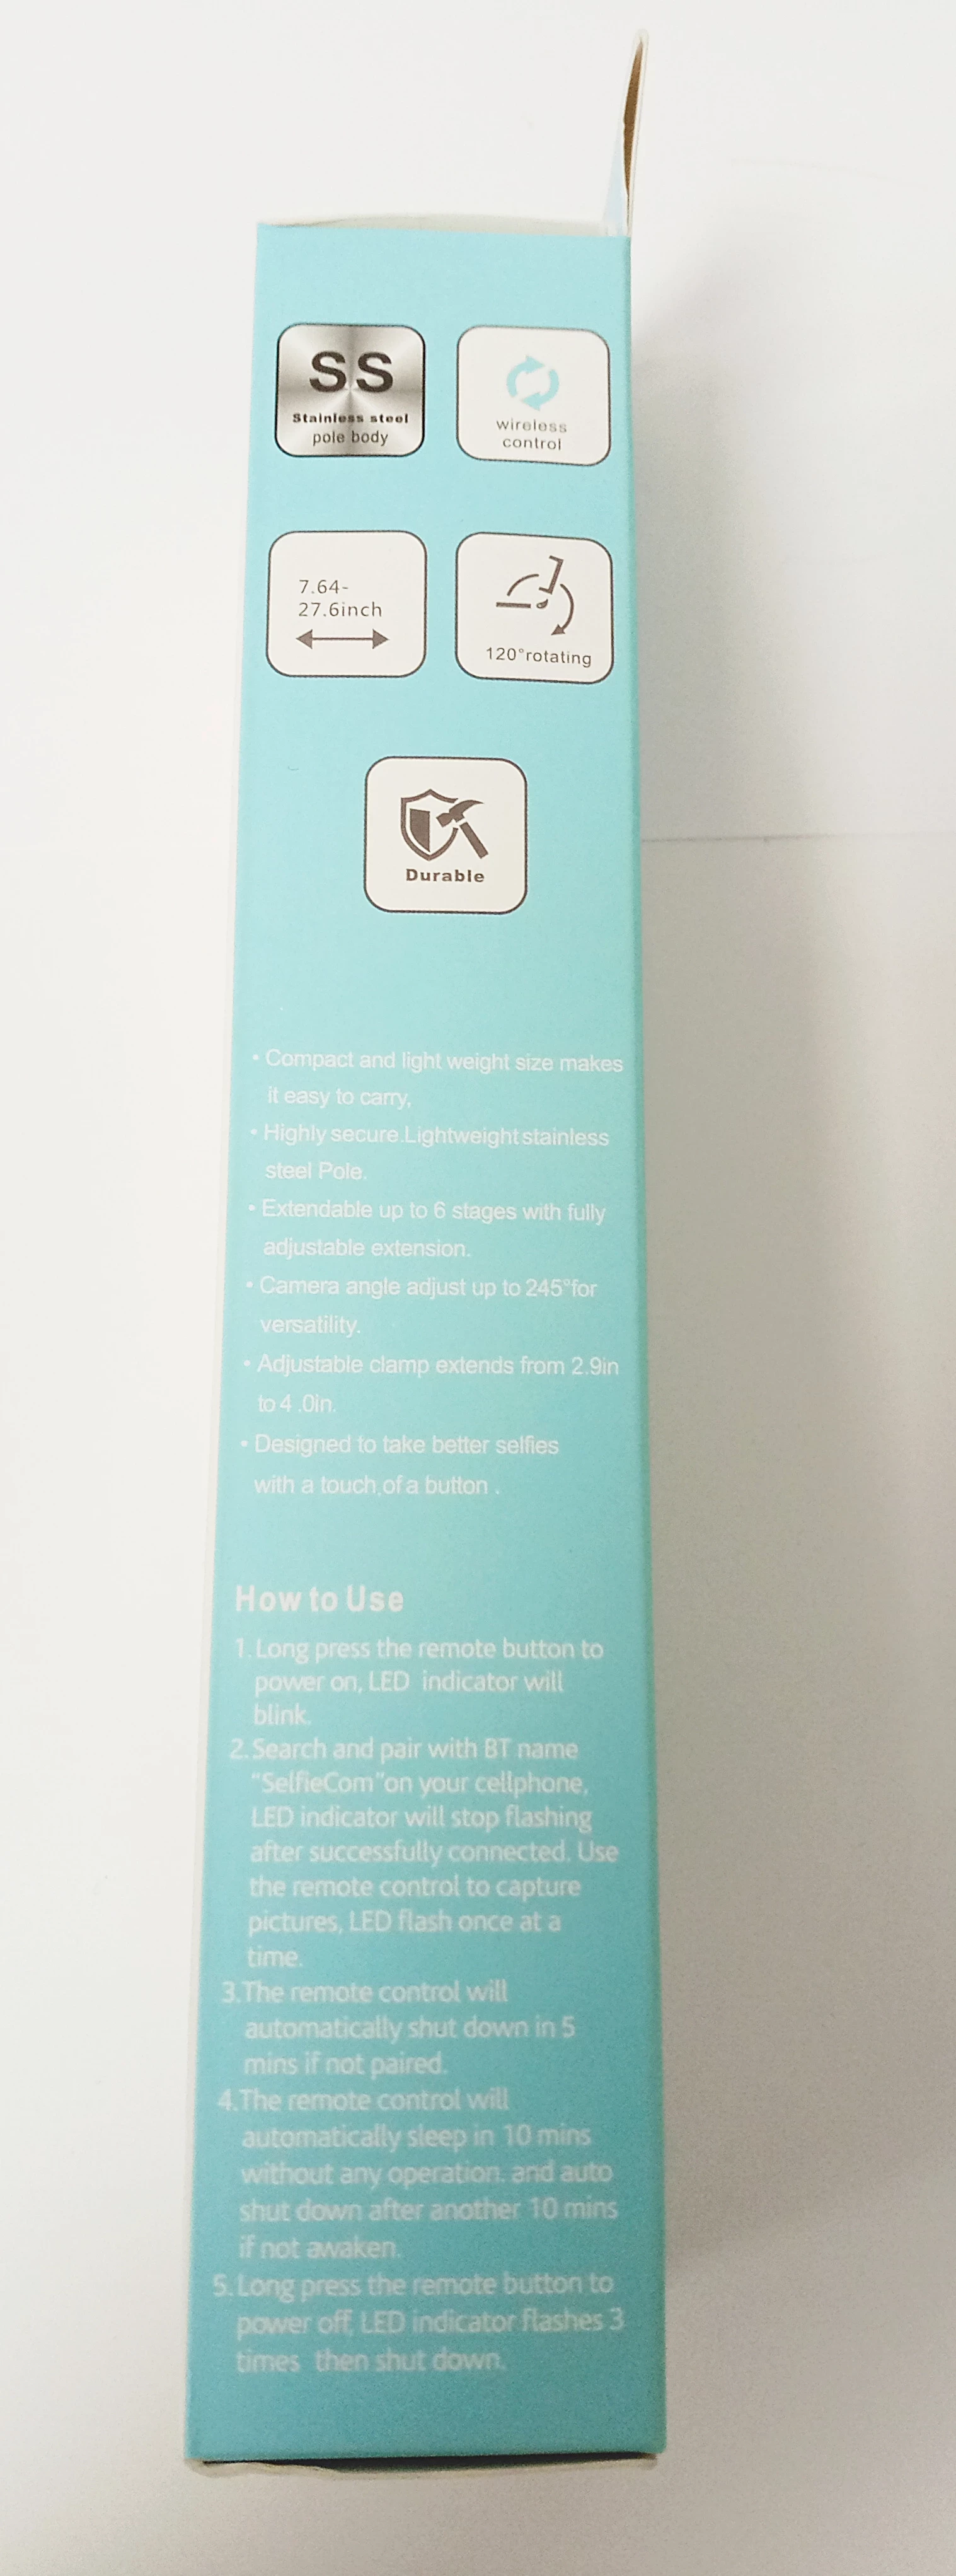 SS
Stainless steel
pole body
wireless
control
7.64-
27.6inch
120°rotating
Durable
• Compact and light weight size makes
it easy to carry,
• Highly secure.Lightweight stainless
steel Pole.
• Extendable up to 6 stages with fully
adjustable extension.
• Camera angle adjust up to 245°for
versatility.
• Adjustable clamp extends from 2.9in
to 4 .0in.
• Designed to take better selfies
with a touch,of a button .
How to Use
1. Long press the remote button to
power on, LED indicator will
blink.
2. Search and pair with BT name
"SelfieCom"on your cellphone,
LED indicator will stop flashing
after successfully connected. Use
the remote control to capture
pictures, LED flash once at a
time.
3.The remote control will
automatically shut down in 5
mins if not paired.
4.The remote control will
automatically sleep in 10 mins
without any operation. and auto
shut down after another 10 mins
if not awaken.
5. Long press the remote button to
power off, LED indicator flashes 3
times then shut down.